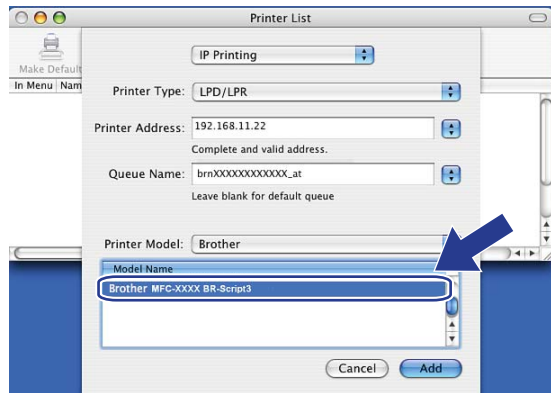 Printer List
IP Printing
Make Default
In Menu Nam
Printer Type: LPD/LPR
Printer Address: 192.168.11.22
Complete and valid address.
Queue Name: brnXXXXXXXXXXXX_at
Leave blank for default queue
Printer Model: Brother
Model Name
Brother MFC-XXXX BR-Script3
Cancel Add